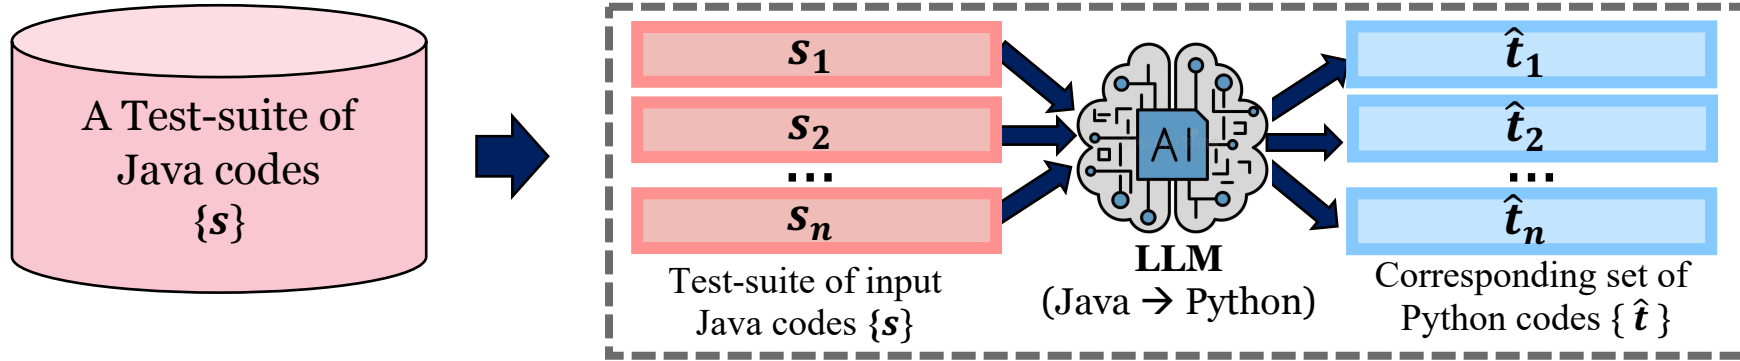 A Test-suite of
Java codes
{s}
s₁
s₂
...
sₙ
Test-suite of input
Java codes {s}
AI
LLM
(Java → Python)
t̂₁
t̂₂
...
t̂ₙ
Corresponding set of
Python codes { t̂ }